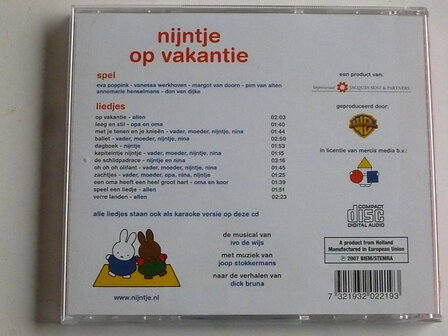 nijntje
op vakantie
spel
eva poppink - vanessa werkhoven - margot van doorn - pim van alten
annemarie henselmans - don ven dijke
liedjes
op vakantie - allen 02:03
leeg en stil - opa en oma 01:40
met je tenen en je knieën - vader, moeder, nijntje, nina 01:44
ballet - vader, moeder, nijntje, nina 02:50
dagboek - nijntje 01:53
kapiteintje nijntje - vader, moeder, nijntje, nina 01:15
de schildpadrace - nijntje en nina 03:16
oh oh oh olifant - vader, moeder, nijntje, nina 01:45
zachtjes - vader, moeder, opa, nina, nijntje 01:25
een oma heeft een heel groot hart - oma en koor 01:39
speel een liedje - allen 01:51
verre landen - allen 02:23
alle liedjes staan ook als karaoke versie op deze cd
de musical van
ivo de wijs
met muziek van
joop stokkermans
naar de verhalen van
dick bruna
www.nijntje.nl
een product van:
JACQUES SENF & PARTNERS
geproduceerd door:
WB
in licentie van mercis media b.v.:
COMPACT
disc
DIGITAL AUDIO
A product from Holland
Manufactured in European Union
℗ 2007 BIEM/STEMRA
7 321932 022193